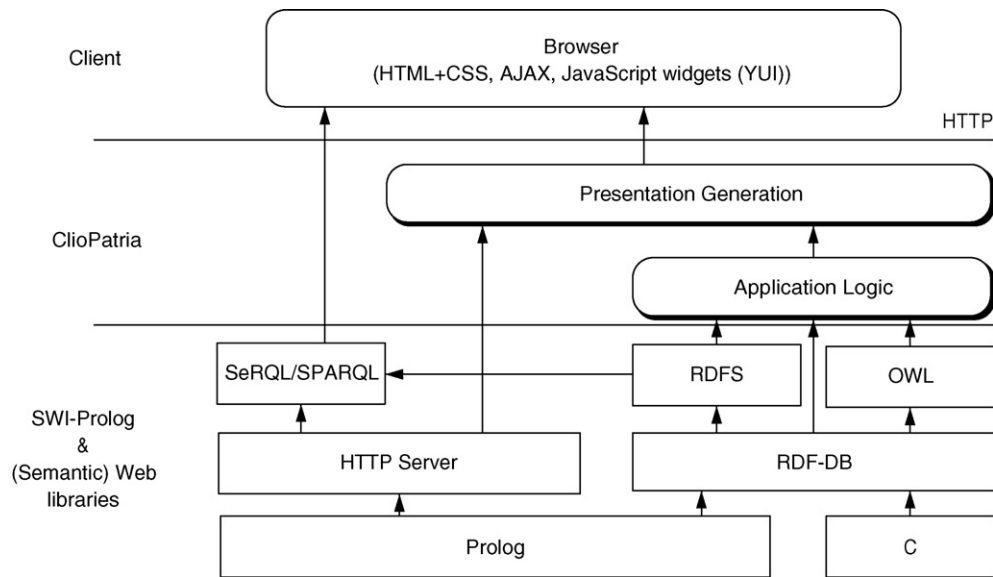 Client
Browser
(HTML+CSS, AJAX, JavaScript widgets (YUI))
HTTP
Presentation Generation
ClioPatria
Application Logic
SeRQL/SPARQL
RDFS
OWL
SWI-Prolog
&
(Semantic) Web
libraries
HTTP Server
RDF-DB
Prolog
C